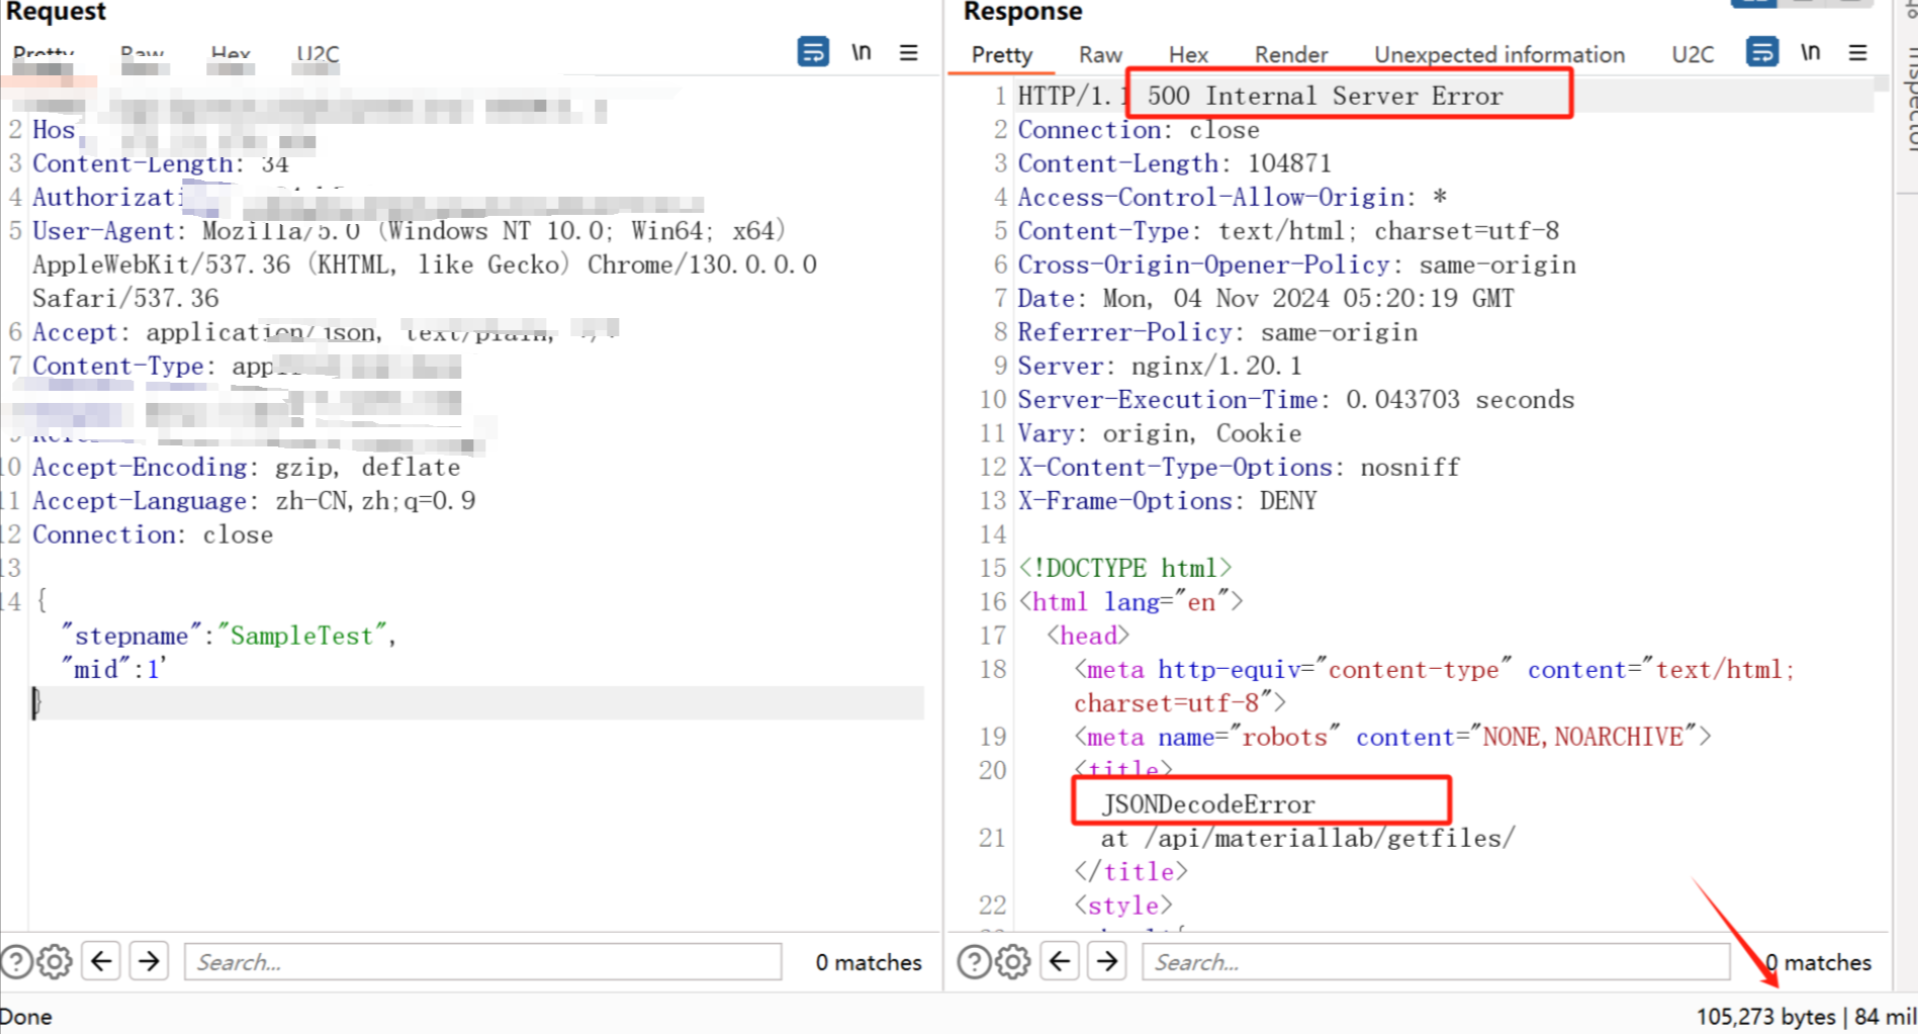 Request
Pretty Raw Hex U2C \n
2 Hos
3 Content-Length: 34
4 Authorizati
5 User-Agent: Mozilla/5.0 (Windows NT 10.0; Win64; x64)
AppleWebKit/537.36 (KHTML, like Gecko) Chrome/130.0.0.0
Safari/537.36
6 Accept: application/json, text/plain, */*
7 Content-Type: app
10 Accept-Encoding: gzip, deflate
11 Accept-Language: zh-CN,zh;q=0.9
12 Connection: close
13
14 {
"stepname":"SampleTest",
"mid":1'
}
Search...
0 matches
Done
Response
Pretty Raw Hex Render Unexpected information U2C \n
1 HTTP/1.1 500 Internal Server Error
2 Connection: close
3 Content-Length: 104871
4 Access-Control-Allow-Origin: *
5 Content-Type: text/html; charset=utf-8
6 Cross-Origin-Opener-Policy: same-origin
7 Date: Mon, 04 Nov 2024 05:20:19 GMT
8 Referrer-Policy: same-origin
9 Server: nginx/1.20.1
10 Server-Execution-Time: 0.043703 seconds
11 Vary: origin, Cookie
12 X-Content-Type-Options: nosniff
13 X-Frame-Options: DENY
14
15 <!DOCTYPE html>
16 <html lang="en">
17 <head>
18 <meta http-equiv="content-type" content="text/html;
charset=utf-8">
19 <meta name="robots" content="NONE,NOARCHIVE">
20 <title>
JSONDecodeError
21 at /api/materiallab/getfiles/
</title>
22 <style>
Search...
0 matches
105,273 bytes | 84 mil
Inspector